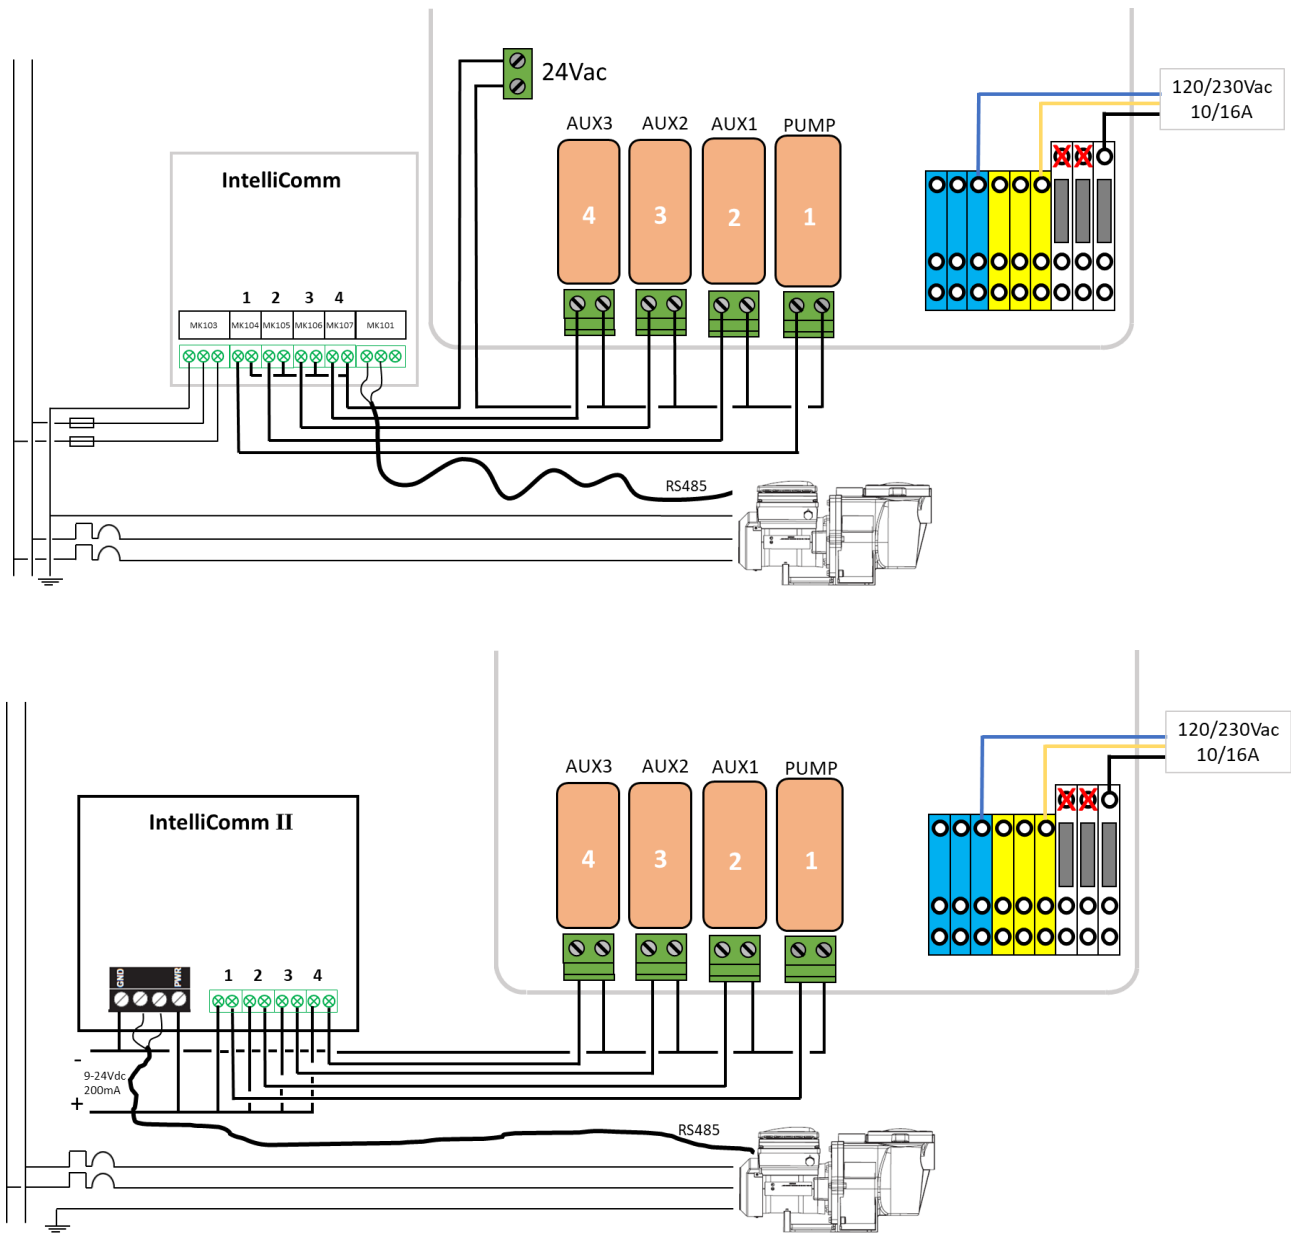 24Vac
120/230Vac
10/16A
AUX3 AUX2 AUX1 PUMP
IntelliComm
4 3 2 1
1 2 3 4
MK103 MK104 MK105 MK106 MK107 MK101
RS485
120/230Vac
10/16A
AUX3 AUX2 AUX1 PUMP
IntelliComm II
4 3 2 1
GND PWR
1 2 3 4
-
9-24Vdc
200mA
+
RS485